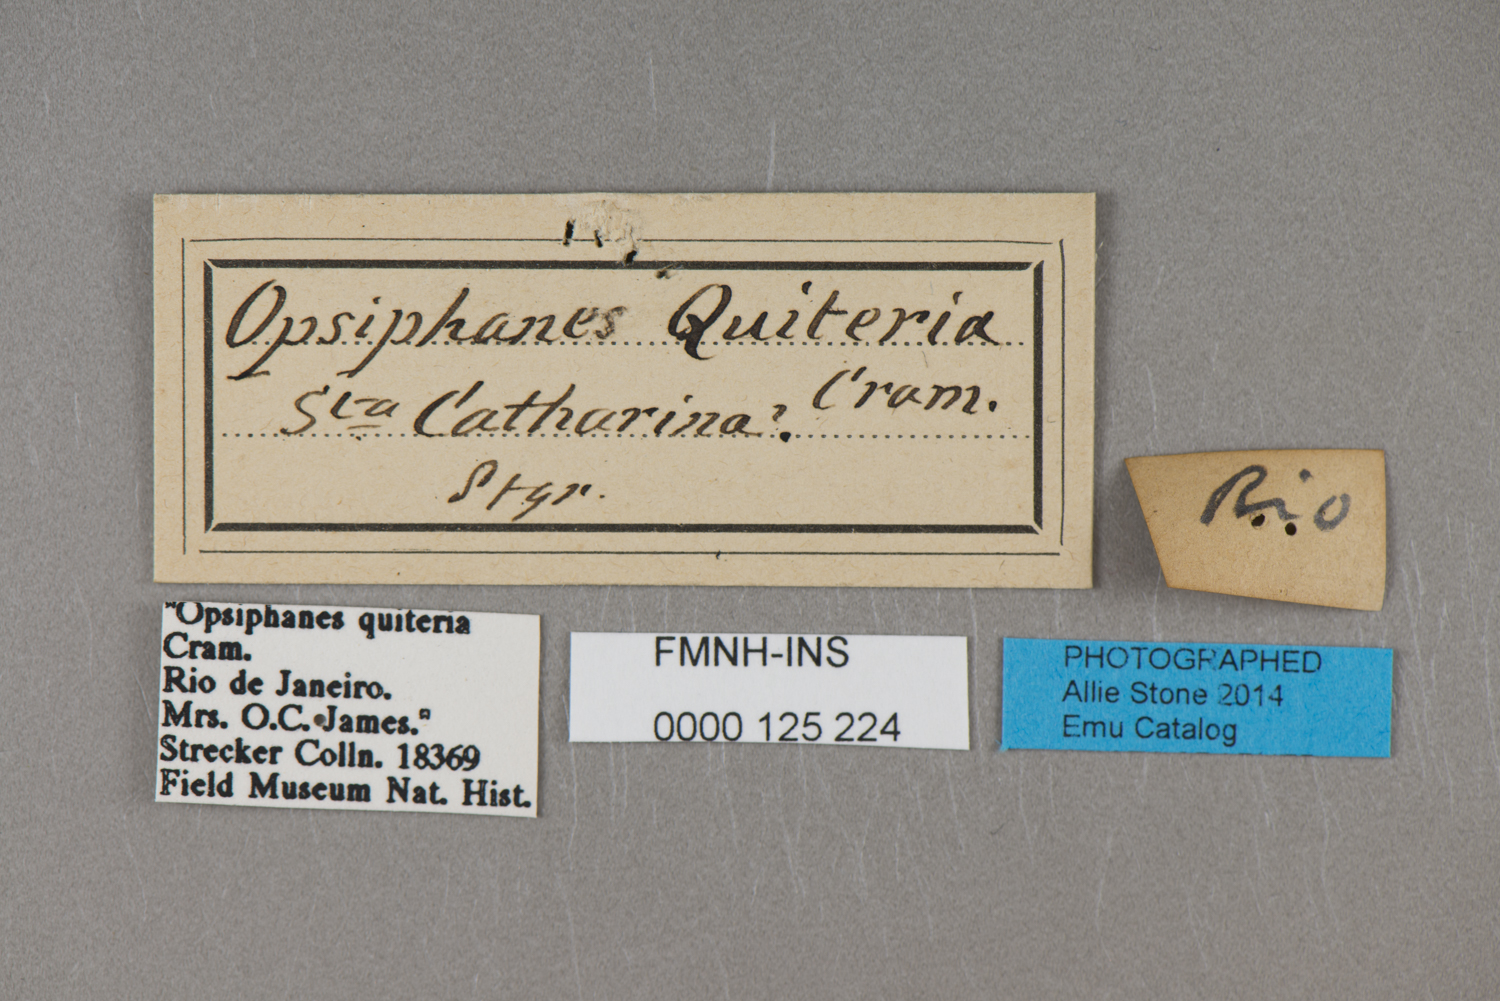 Opsiphanes Quiteria
Cram.
Sta Catharina?.
Stgr.
Rio
"Opsiphanes quiteria
Cram.
Rio de Janeiro.
Mrs. O.C. James."
Strecker Colln. 18369
Field Museum Nat. Hist.
FMNH-INS
0000 125 224
PHOTOGRAPHED
Allie Stone 2014
Emu Catalog